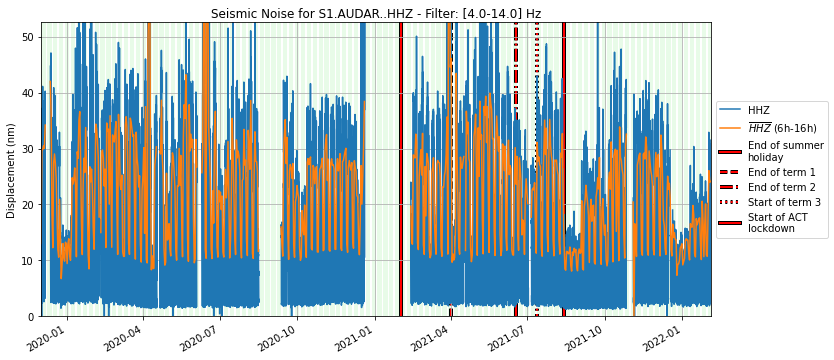 Seismic Noise for S1.AUDAR..HHZ - Filter: [4.0-14.0] Hz
Displacement (nm)
50
40
30
20
10
0
2020-01
2020-04
2020-07
2020-10
2021-01
2021-04
2021-07
2021-10
2022-01
HHZ
HHZ (6h-16h)
End of summer
holiday
End of term 1
End of term 2
Start of term 3
Start of ACT
lockdown